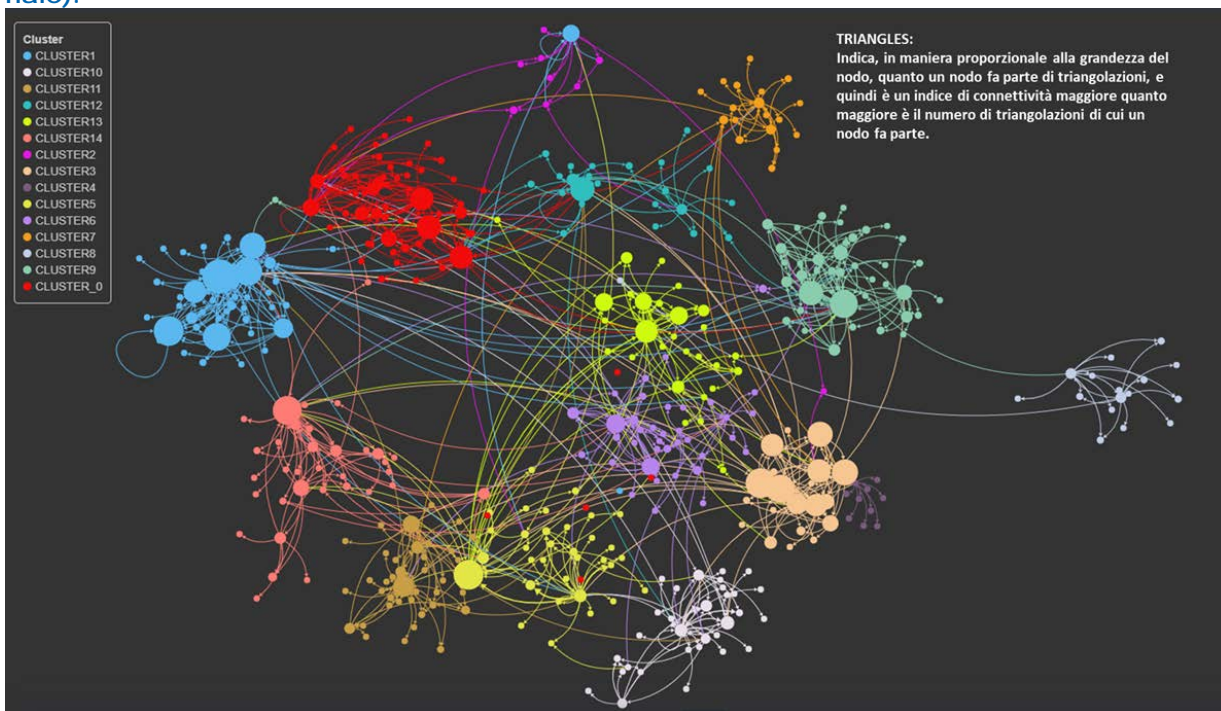 nale).
Cluster
CLUSTER1
CLUSTER10
CLUSTER11
CLUSTER12
CLUSTER13
CLUSTER14
CLUSTER2
CLUSTER3
CLUSTER4
CLUSTER5
CLUSTER6
CLUSTER7
CLUSTER8
CLUSTER9
CLUSTER_0
TRIANGLES:
Indica, in maniera proporzionale alla grandezza del
nodo, quanto un nodo fa parte di triangolazioni, e
quindi è un indice di connettività maggiore quanto
maggiore è il numero di triangolazioni di cui un
nodo fa parte.